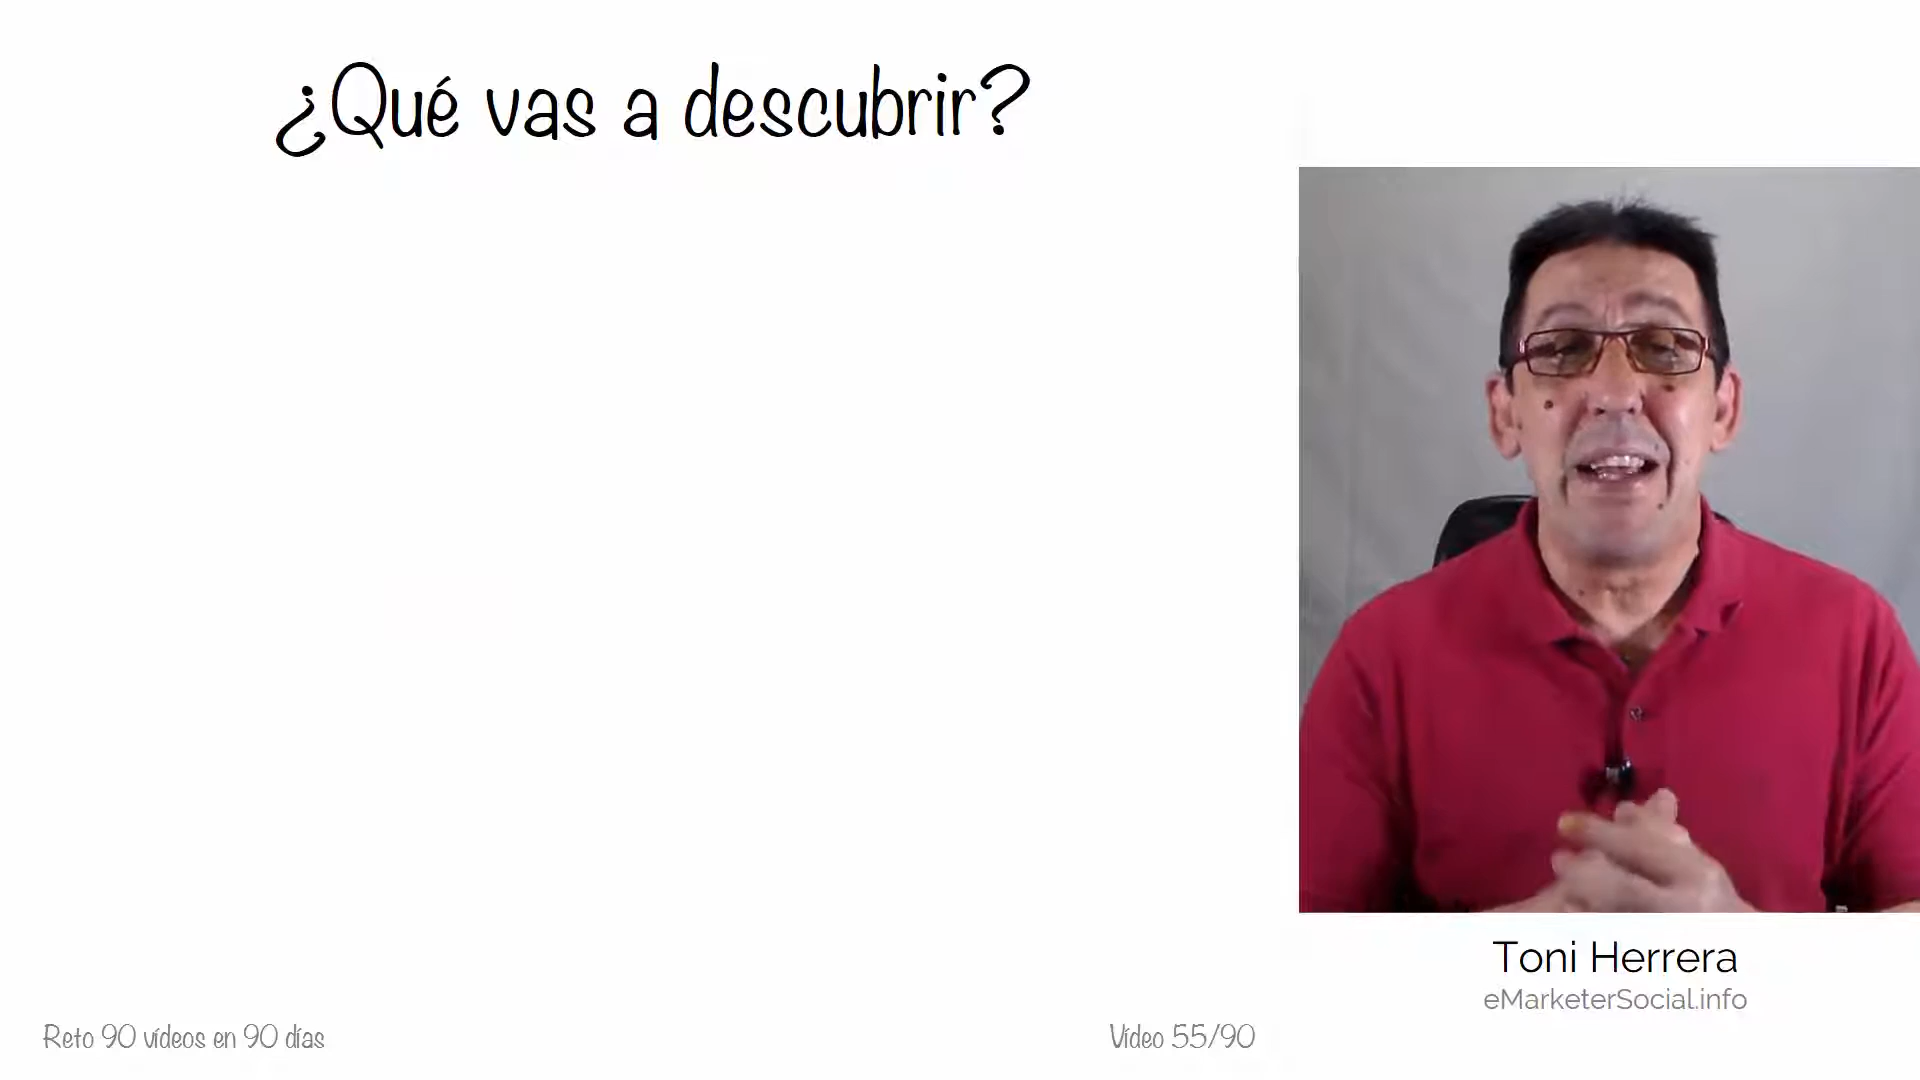 ¿Qué vas a descubrir?
Toni Herrera
eMarketerSocial.info
Reto 90 vídeos en 90 días
Vídeo 55/90